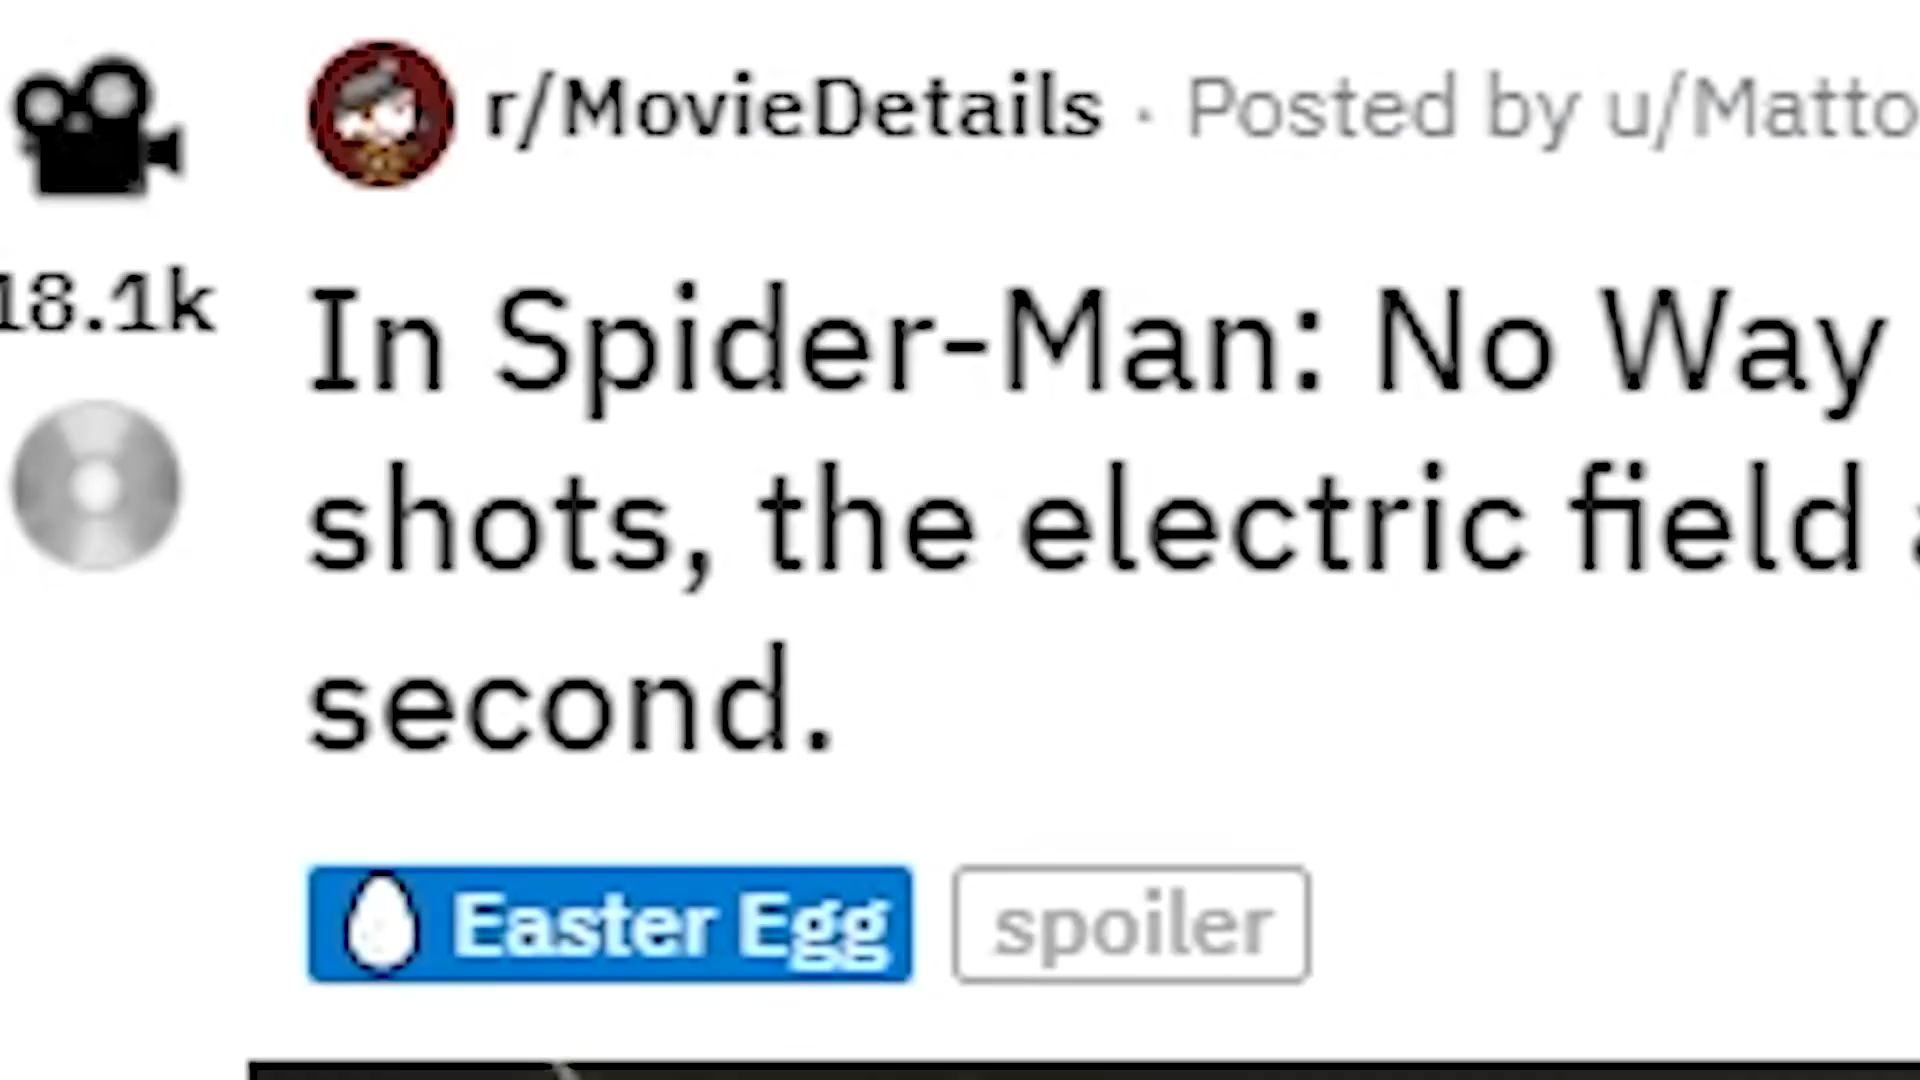 r/MovieDetails · Posted by u/Matto
18.1k
In Spider-Man: No Way
shots, the electric field
second.
Easter Egg
spoiler